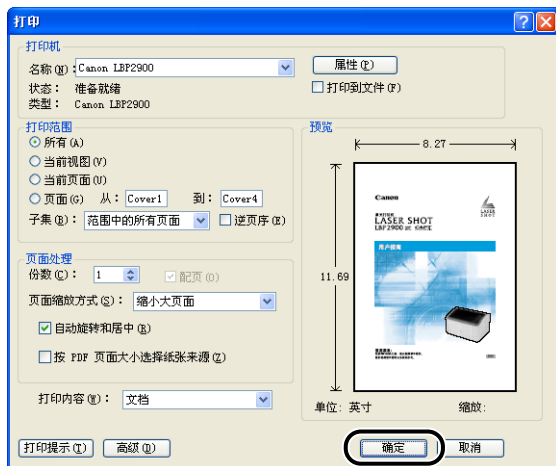 打印
打印机
名称(N): Canon LBP2900
属性(P)
状态: 准备就绪
打印到文件(F)
类型: Canon LBP2900
打印范围
所有(A)
当前视图(V)
当前页面(U)
页面(G) 从: Cover1 到: Cover4
子集(B): 范围中的所有页面 逆页序(E)
页面处理
份数(C): 1 配页(O)
页面缩放方式(S): 缩小大页面
自动旋转和居中(R)
按 PDF 页面大小选择纸张来源(Z)
打印内容(W): 文档
预览
8.27
11.69
Canon
LASER SHOT
LBP2900
用户指南
单位: 英寸 缩放:
打印提示(T) 高级(D) 确定 取消